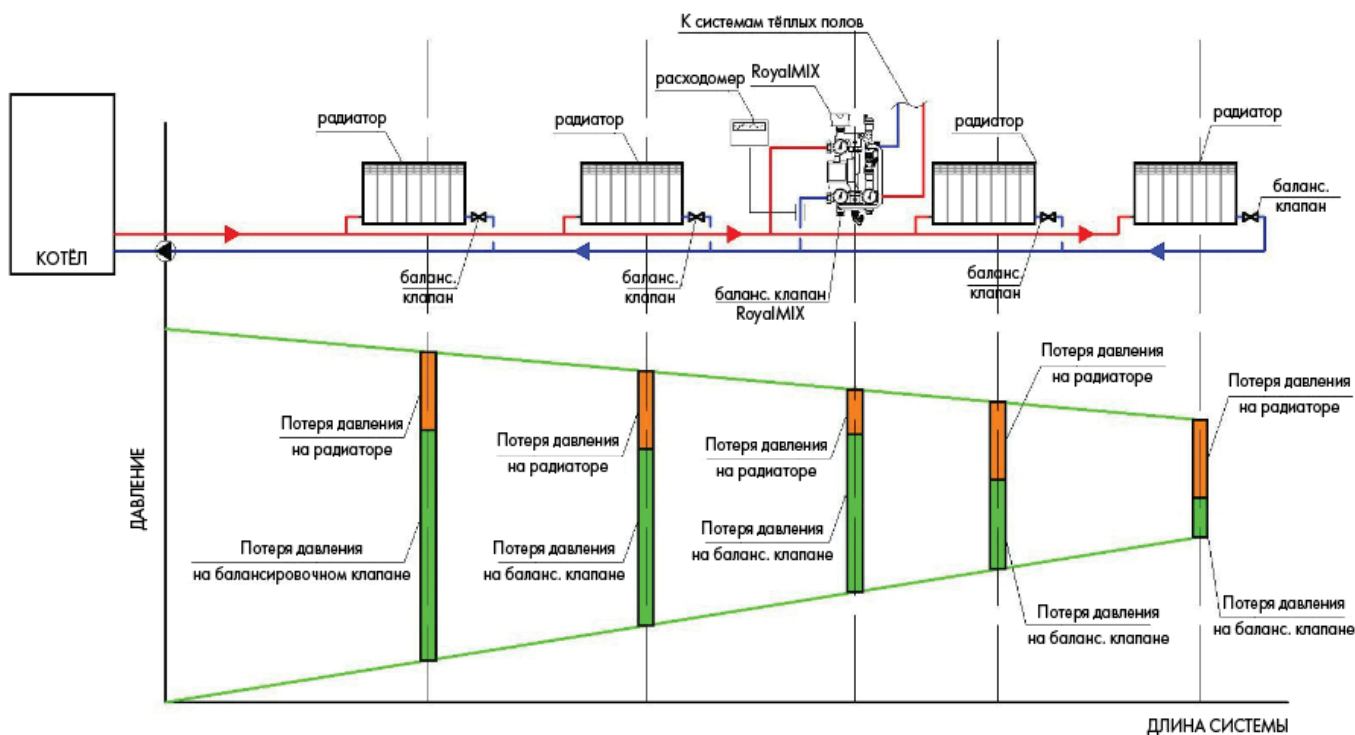 К системам тёплых полов
RoyalMIX
расходомер
радиатор
радиатор
радиатор
радиатор
баланс.
клапан
КОТЁЛ
баланс.
клапан
баланс.
клапан
баланс. клапан
RoyalMIX
баланс.
клапан
ДАВЛЕНИЕ
Потеря давления
на радиаторе
Потеря давления
на радиаторе
Потеря давления
на радиаторе
Потеря давления
на радиаторе
Потеря давления
на радиаторе
Потеря давления
на балансировочном клапане
Потеря давления
на баланс. клапане
Потеря давления
на баланс. клапане
Потеря давления
на баланс. клапане
Потеря давления
на баланс. клапане
ДЛИНА СИСТЕМЫ